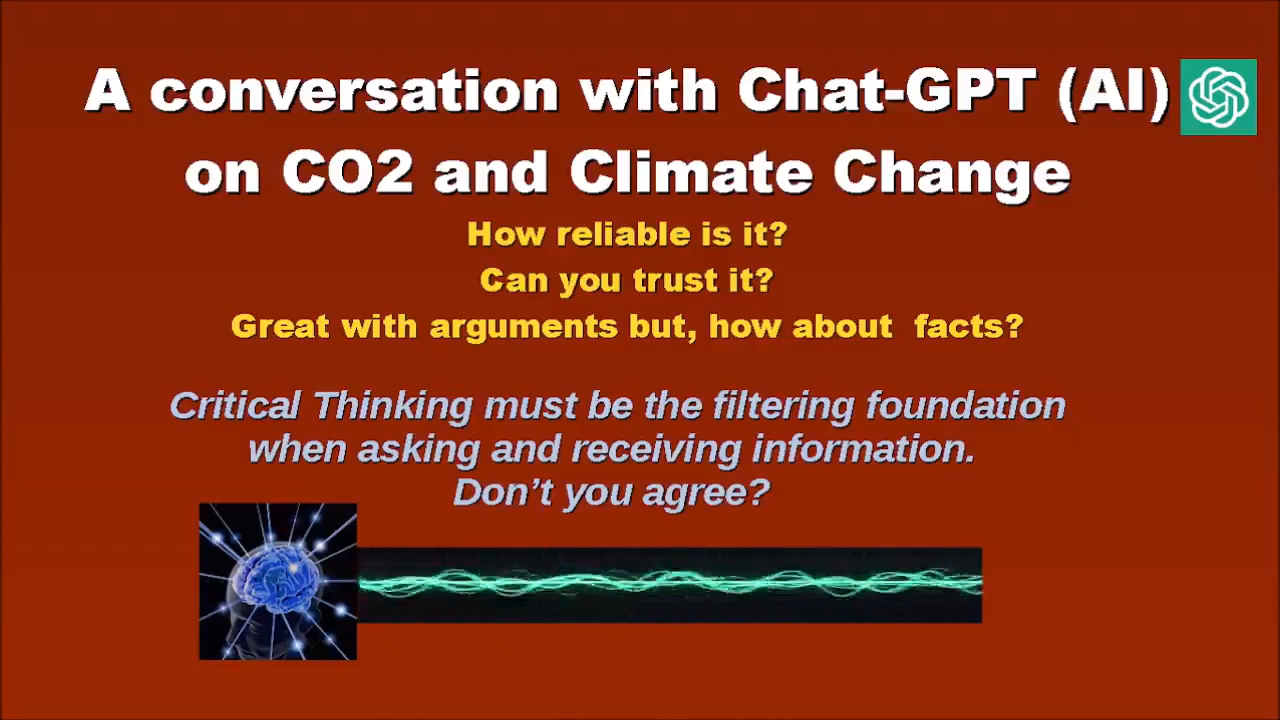 A conversation with Chat-GPT (AI)
on CO2 and Climate Change
How reliable is it?
Can you trust it?
Great with arguments but, how about  facts?
Critical Thinking must be the filtering foundation
when asking and receiving information.
Don’t you agree?